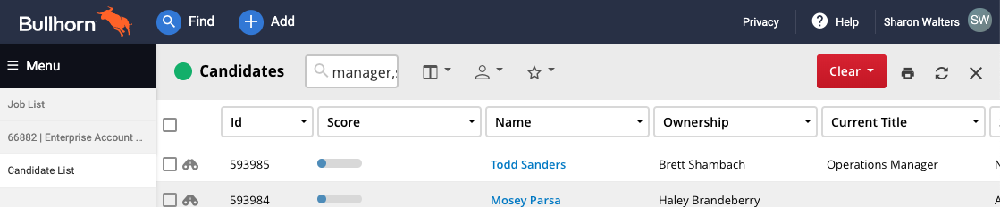 Bullhorn Find Add Privacy Help Sharon Walters SW
Menu Candidates manager, Clear
Job List
Id Score Name Ownership Current Title
66882 | Enterprise Account ...
593985 Todd Sanders Brett Shambach Operations Manager
Candidate List
593984 Mosey Parsa Haley Brandeberry